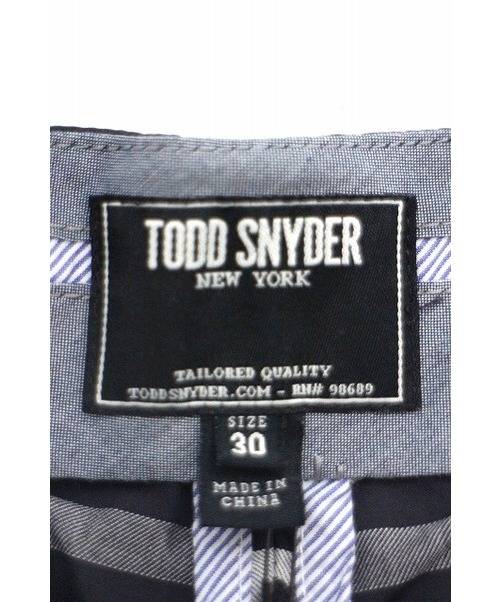 TODD SNYDER
NEW YORK
TAILORED QUALITY
TODDSNYDER.COM - RN# 98689
SIZE
30
MADE IN
CHINA